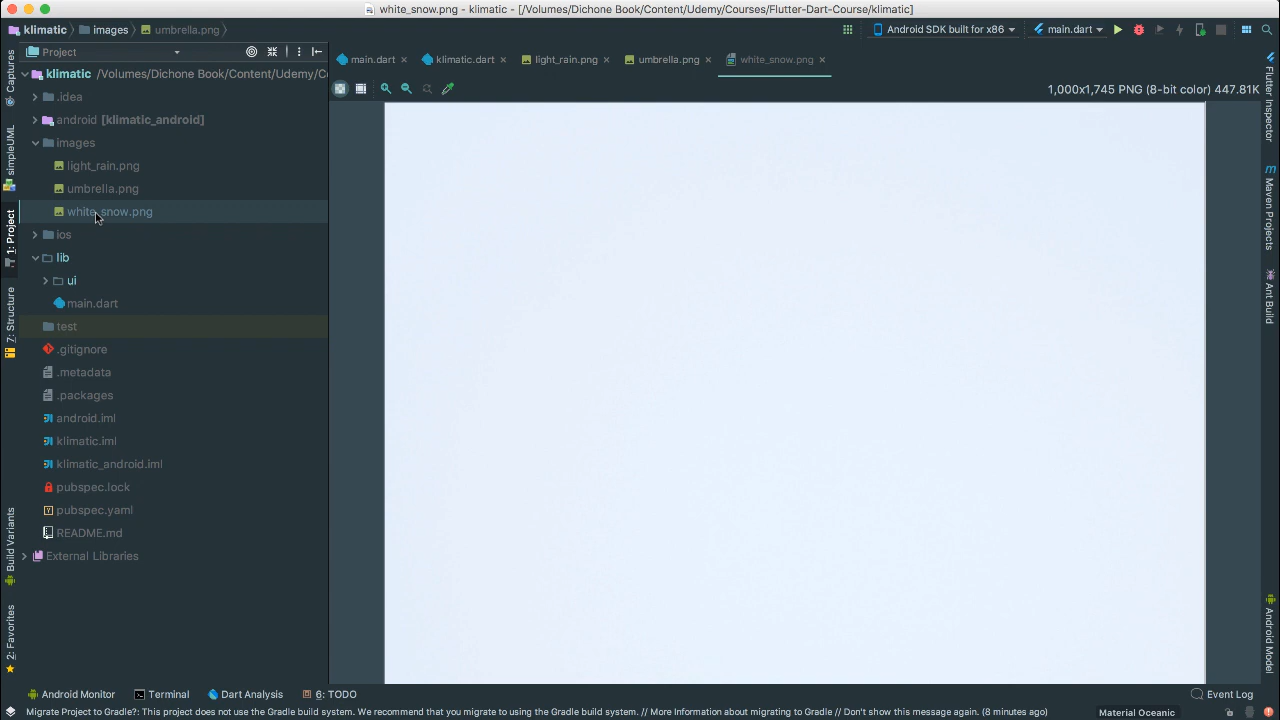 white_snow.png - klimatic - [/Volumes/Dichone Book/Content/Udemy/Courses/Flutter-Dart-Course/klimatic]
klimatic images umbrella.png
Android SDK built for x86 main.dart
Project
main.dart klimatic.dart light_rain.png umbrella.png white_snow.png
1,000x1,745 PNG (8-bit color) 447.81K
klimatic /Volumes/Dichone Book/Content/Udemy/C
.idea
android [klimatic_android]
images
light_rain.png
umbrella.png
white_snow.png
ios
lib
ui
main.dart
test
.gitignore
.metadata
.packages
android.iml
klimatic.iml
klimatic_android.iml
pubspec.lock
pubspec.yaml
README.md
External Libraries
Captures
simpleUML
1: Project
7: Structure
Build Variants
2: Favorites
Flutter Inspector
Maven Projects
Ant Build
Android Model
Android Monitor Terminal Dart Analysis 6: TODO Event Log
Migrate Project to Gradle?: This project does not use the Gradle build system. We recommend that you migrate to using the Gradle build system. // More Information about migrating to Gradle // Don't show this message again. (8 minutes ago)
Material Oceanic